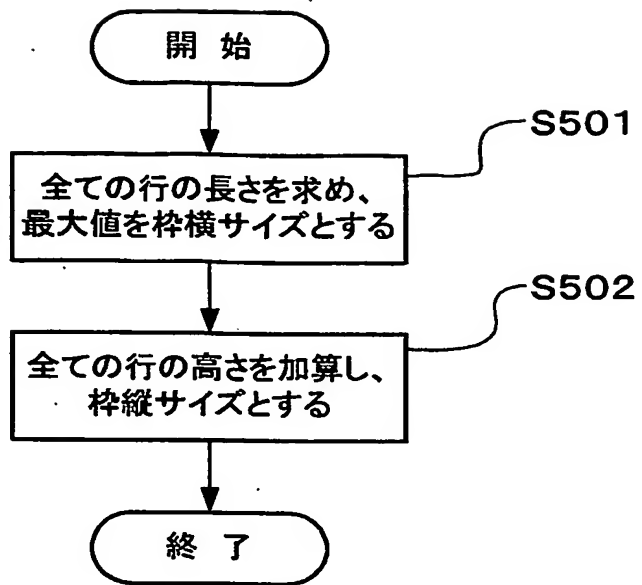 開始
S501
全ての行の長さを求め、
最大値を枠横サイズとする
S502
全ての行の高さを加算し、
枠縦サイズとする
終了